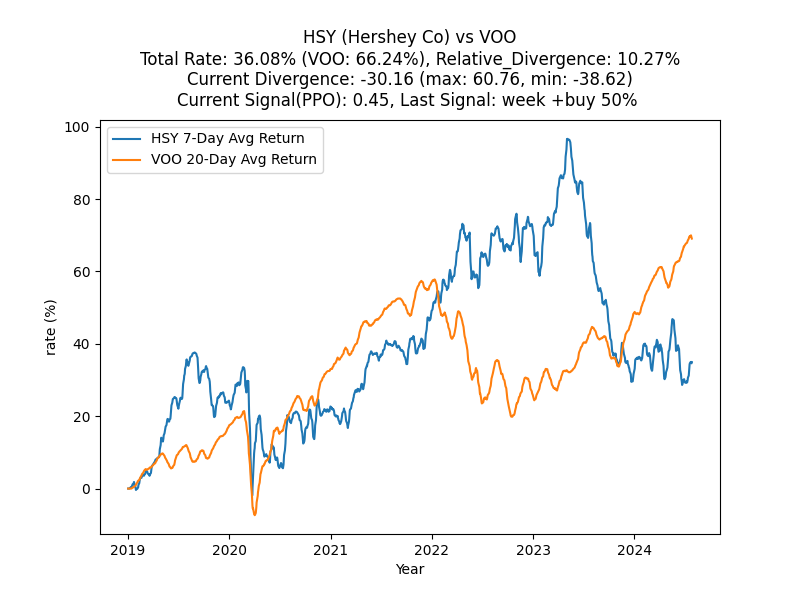 HSY (Hershey Co) vs VOO
Total Rate: 36.08% (VOO: 66.24%), Relative_Divergence: 10.27%
Current Divergence: -30.16 (max: 60.76, min: -38.62)
Current Signal(PPO): 0.45, Last Signal: week +buy 50%
HSY 7-Day Avg Return
VOO 20-Day Avg Return
100
80
60
40
20
0
rate (%)
2019
2020
2021
2022
2023
2024
Year